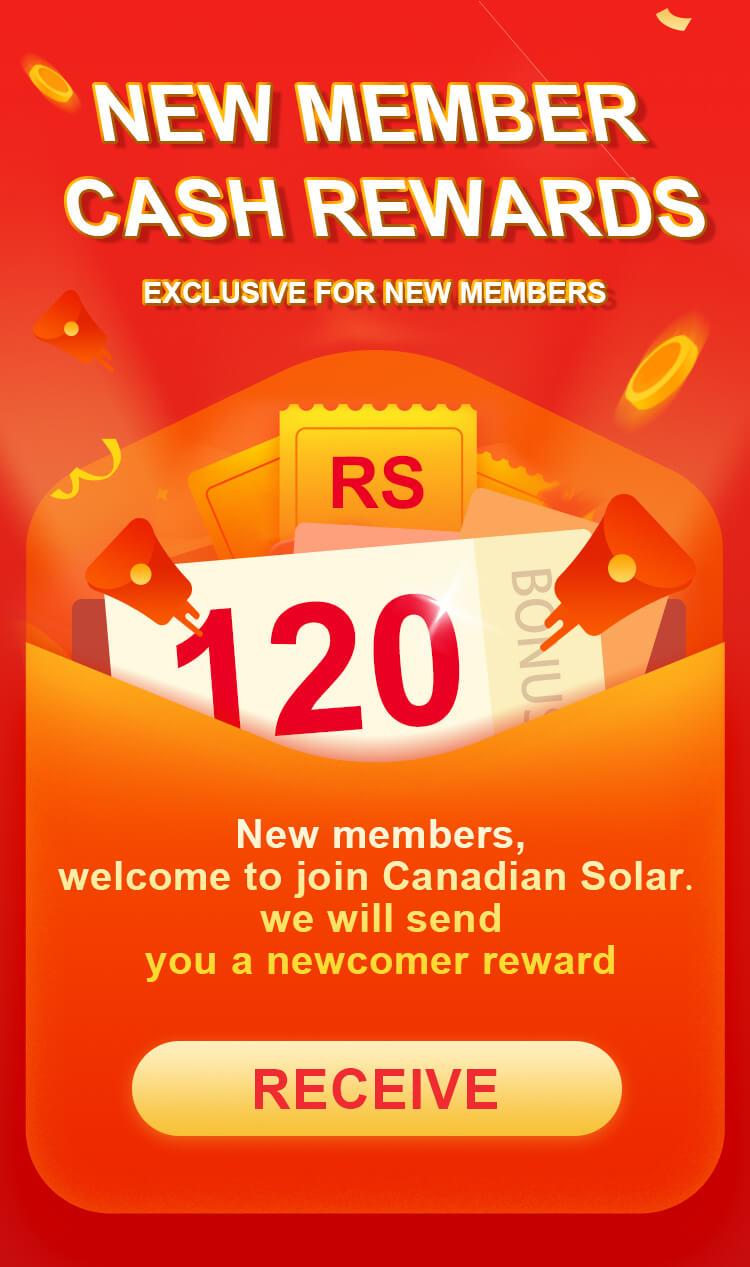 NEW MEMBER
CASH REWARDS
EXCLUSIVE FOR NEW MEMBERS
RS
120
BONUS
New members,
welcome to join Canadian Solar.
we will send
you a newcomer reward
RECEIVE